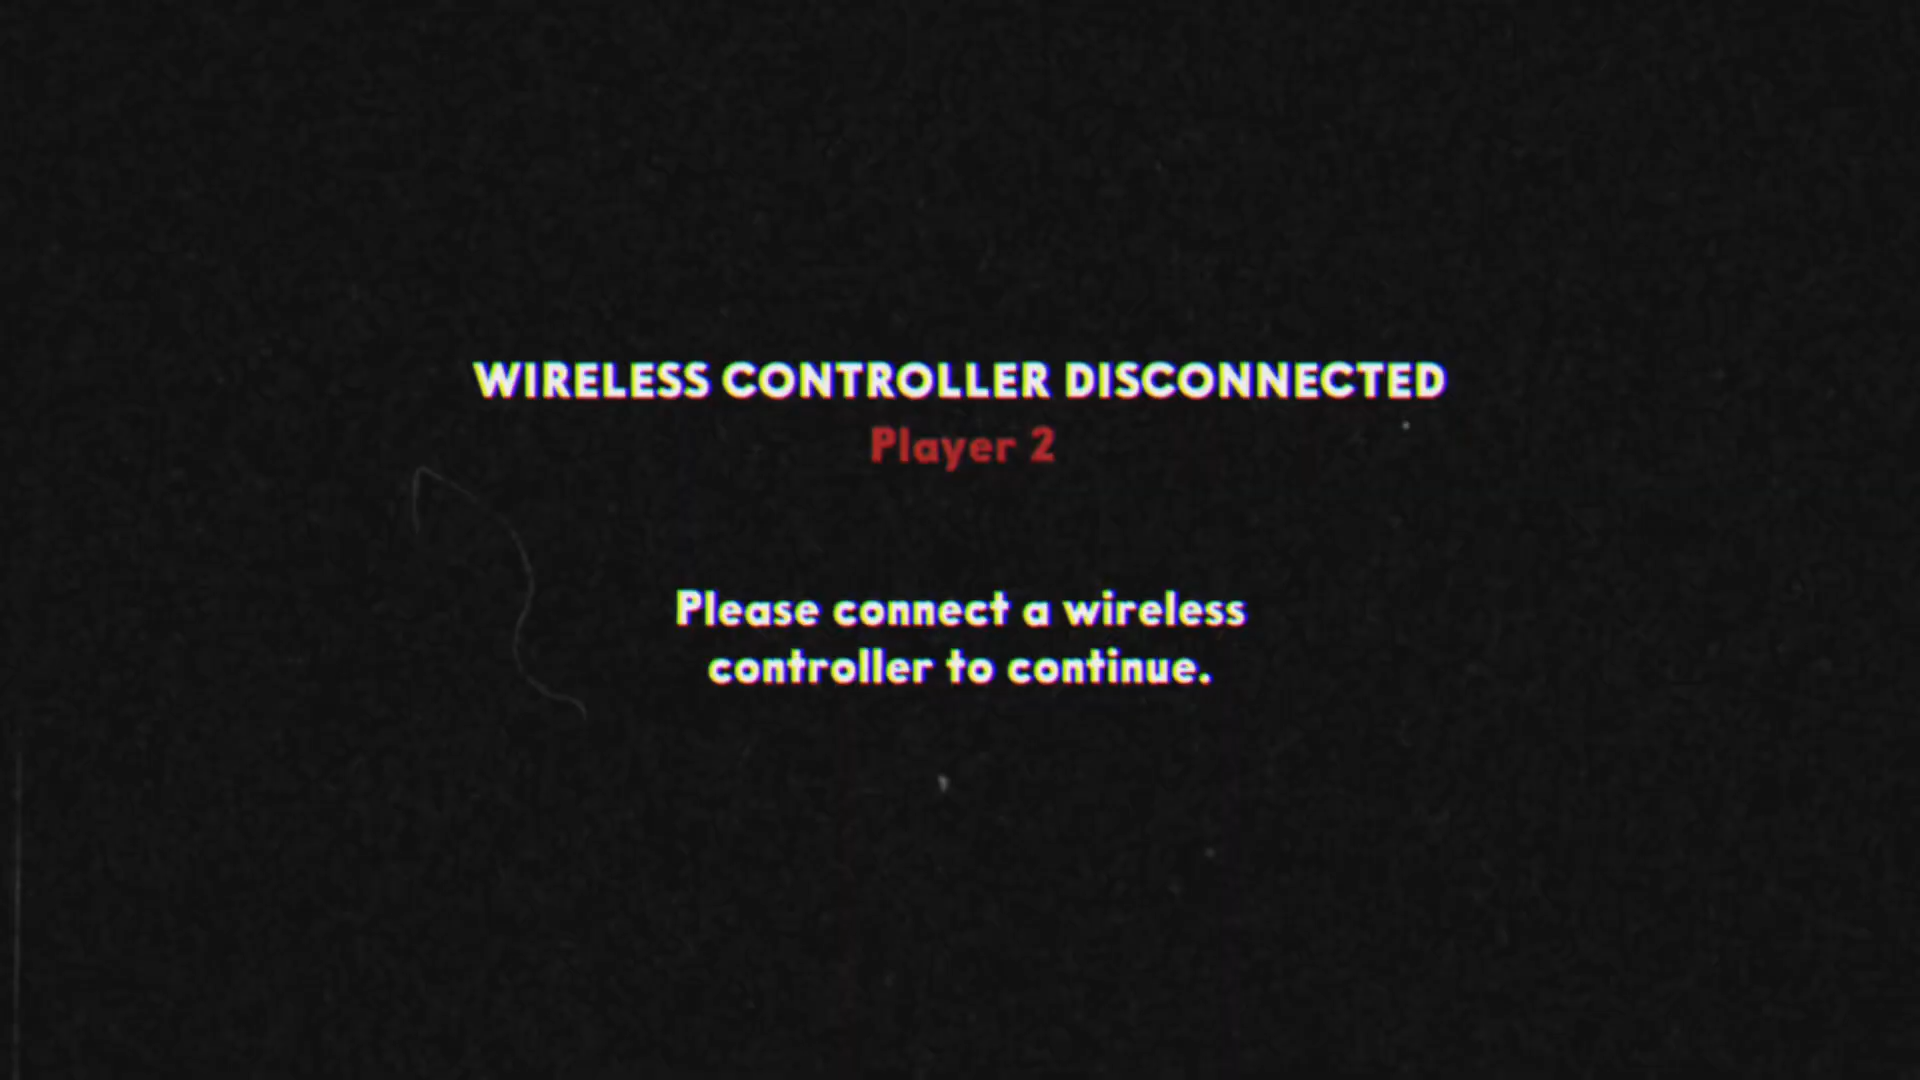 WIRELESS CONTROLLER DISCONNECTED
Player 2
Please connect a wireless
controller to continue.